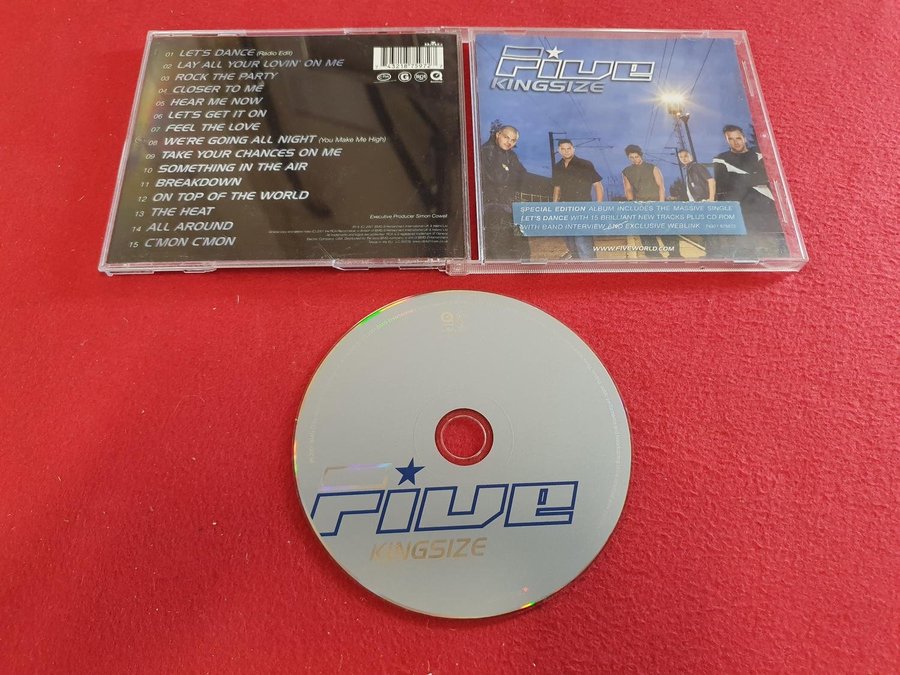 01 LET'S DANCE (Radio Edit)
02 LAY ALL YOUR LOVIN' ON ME
03 ROCK THE PARTY
04 CLOSER TO ME
05 HEAR ME NOW
06 LET'S GET IT ON
07 FEEL THE LOVE
08 WE'RE GOING ALL NIGHT (You Make Me High)
09 TAKE YOUR CHANCES ON ME
10 SOMETHING IN THE AIR
11 BREAKDOWN
12 ON TOP OF THE WORLD
13 THE HEAT
14 ALL AROUND
15 C'MON C'MON
Executive Producer Simon Cowell
Five
KINGSIZE
SPECIAL EDITION ALBUM INCLUDES THE MASSIVE SINGLE
LET'S DANCE WITH 15 BRILLIANT NEW TRACKS PLUS CD ROM
WITH BAND INTERVIEW AND EXCLUSIVE WEBLINK
WWW.FIVEWORLD.COM
Five
KINGSIZE